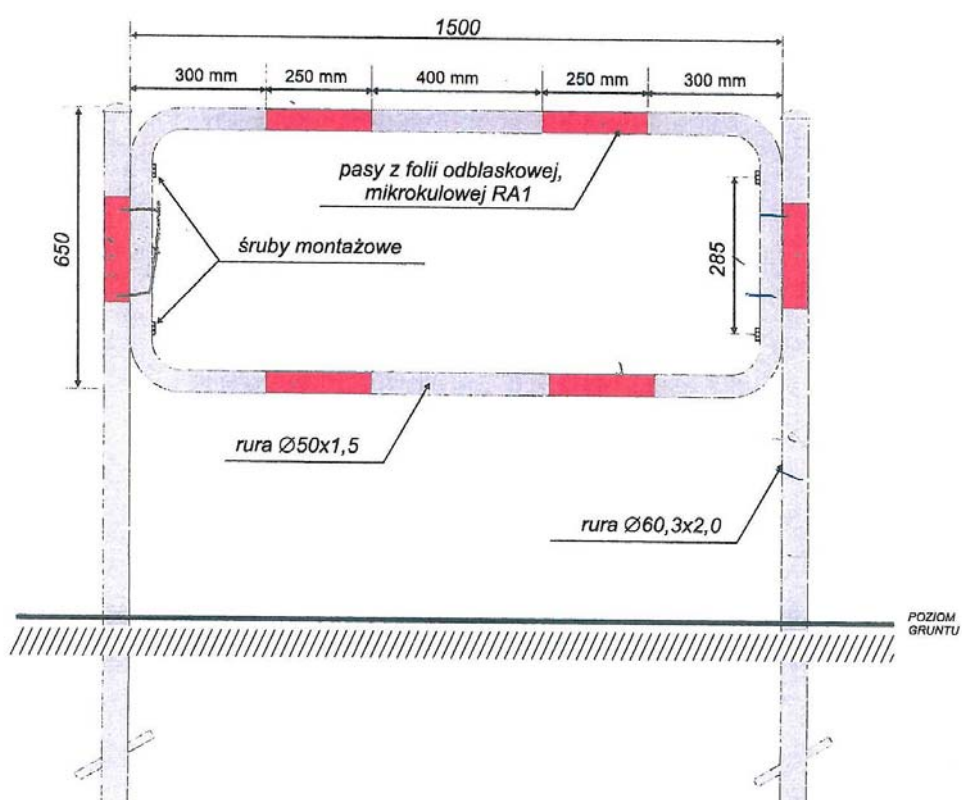 1500
300 mm 250 mm 400 mm 250 mm 300 mm
pasy z folii odblaskowej,
mikrokulowej RA1
śruby montażowe
650
285
rura Ø50x1,5
rura Ø60,3x2,0
POZIOM
GRUNTU